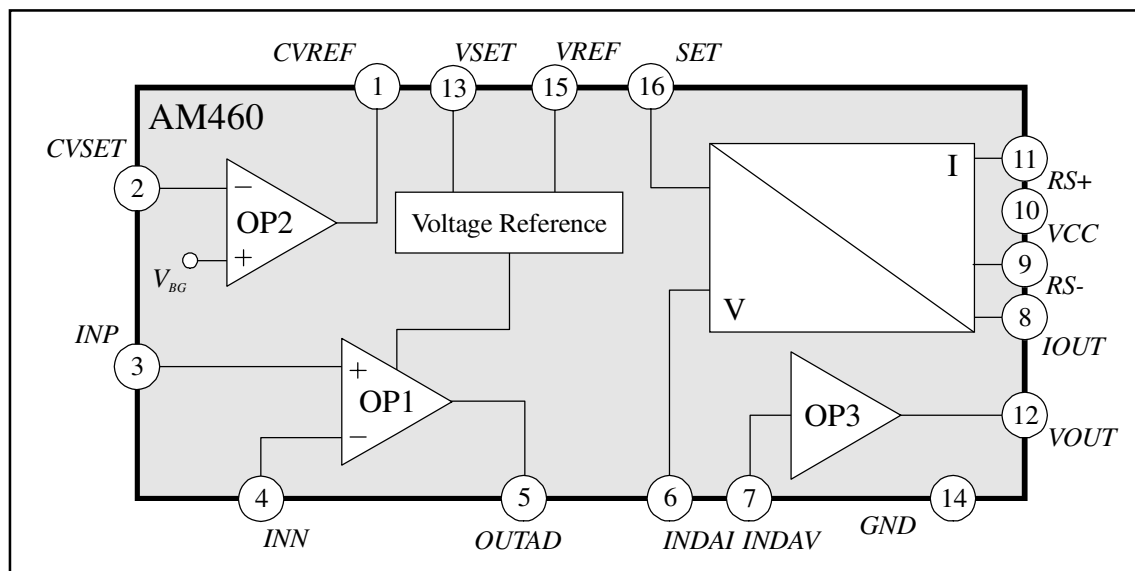 CVREF VSET VREF SET
1 13 15 16
AM460
CVSET
2
−
OP2
+
V_BG
Voltage Reference
I
11
RS+
10
VCC
9
RS-
V
8
IOUT
INP
3
+
OP1
−
OP3
12
VOUT
4 5 6 7 14
INN OUTAD INDAI INDAV GND